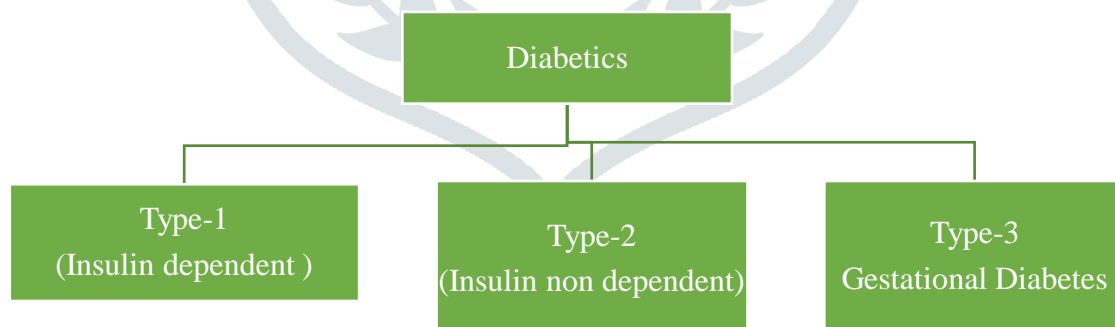 Diabetics
Type-1
(Insulin dependent )
Type-2
(Insulin non dependent)
Type-3
Gestational Diabetes